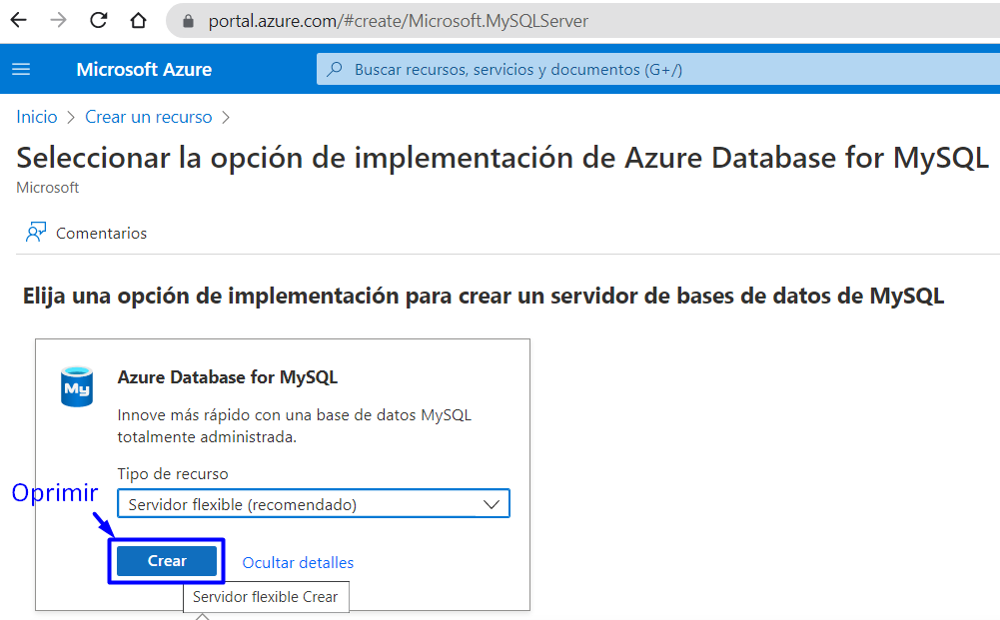 portal.azure.com/#create/Microsoft.MySQLServer
Microsoft Azure
Buscar recursos, servicios y documentos (G+/)
Inicio > Crear un recurso >
Seleccionar la opción de implementación de Azure Database for MySQL
Microsoft
Comentarios
Elija una opción de implementación para crear un servidor de bases de datos de MySQL
My
Azure Database for MySQL
Innove más rápido con una base de datos MySQL
totalmente administrada.
Tipo de recurso
Oprimir
Servidor flexible (recomendado)
Crear
Ocultar detalles
Servidor flexible Crear